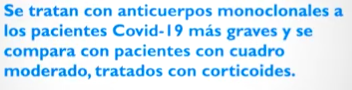 Se tratan con anticuerpos monoclonales a
los pacientes Covid-19 más graves y se
compara con pacientes con cuadro
moderado, tratados con corticoides.